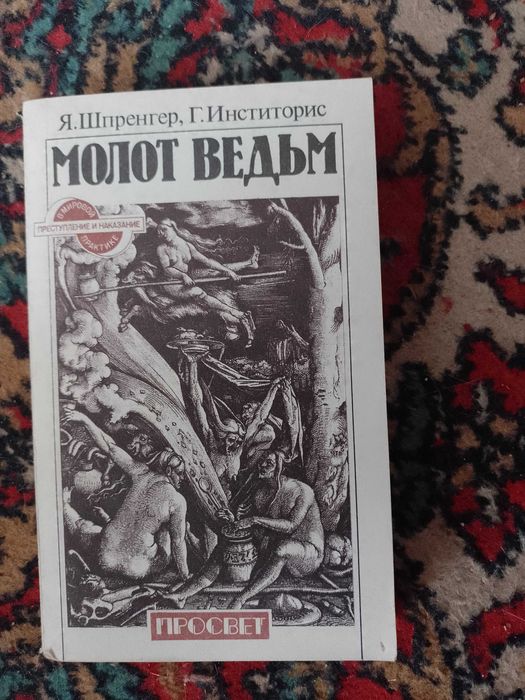 Я. Шпренгер, Г. Инститорис
МОЛОТ ВЕДЬМ
В МИРОВОЙ
ПРЕСТУПЛЕНИЕ И НАКАЗАНИЕ
ПРАКТИКЕ
ПРОСВЕТ